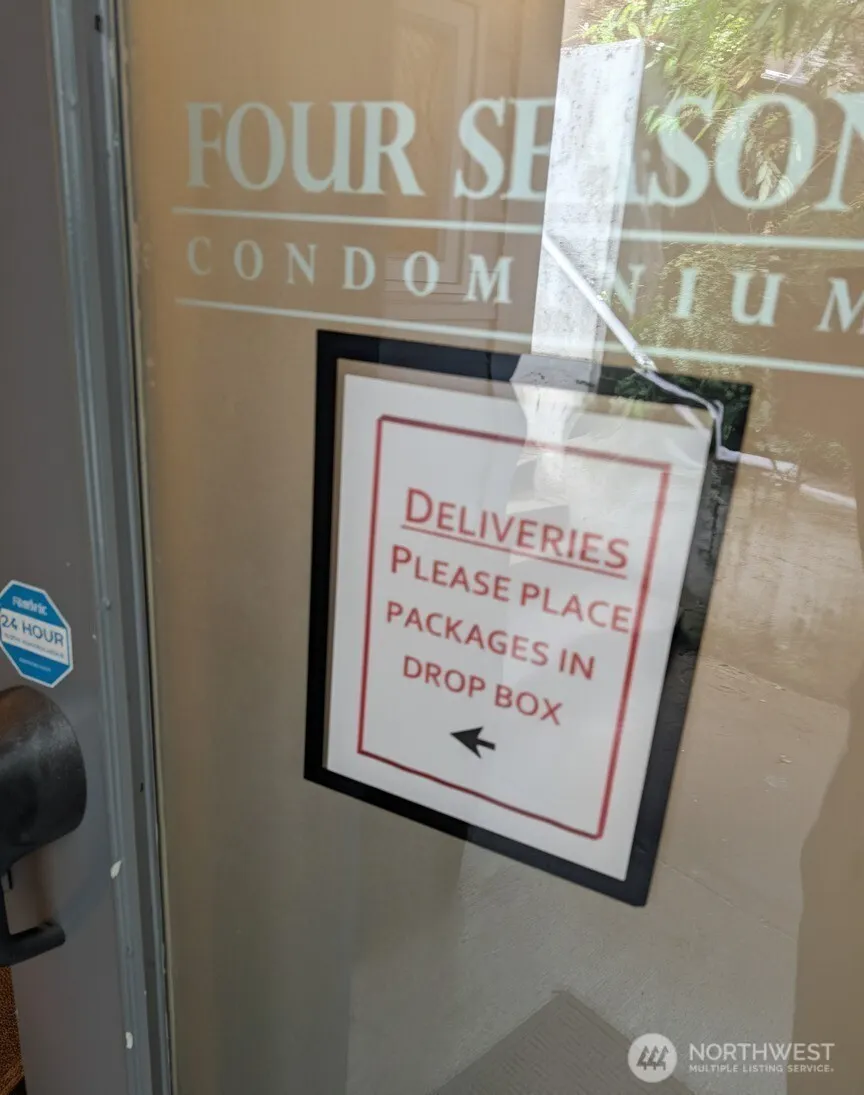 FOUR SEASON
CONDOMINIUM
DELIVERIES
PLEASE PLACE
PACKAGES IN
DROP BOX
24 HOUR
NORTHWEST
MULTIPLE LISTING SERVICE